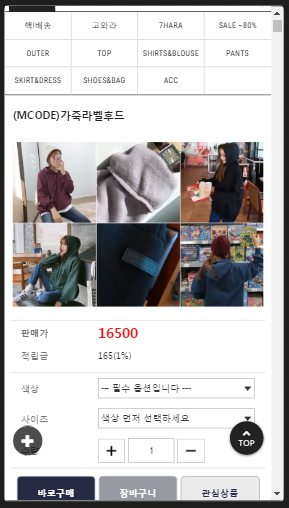 핵!배송 고와라 7HARA SALE ~80%
OUTER TOP SHIRTS&BLOUSE PANTS
SKIRT&DRESS SHOES&BAG ACC
(MCODE)가죽라벨후드
판매가 16500
적립금 165(1%)
색상 --- 필수 옵션입니다 ---
사이즈 색상 먼저 선택하세요
+ 1 −
TOP
바로구매 장바구니 관심상품